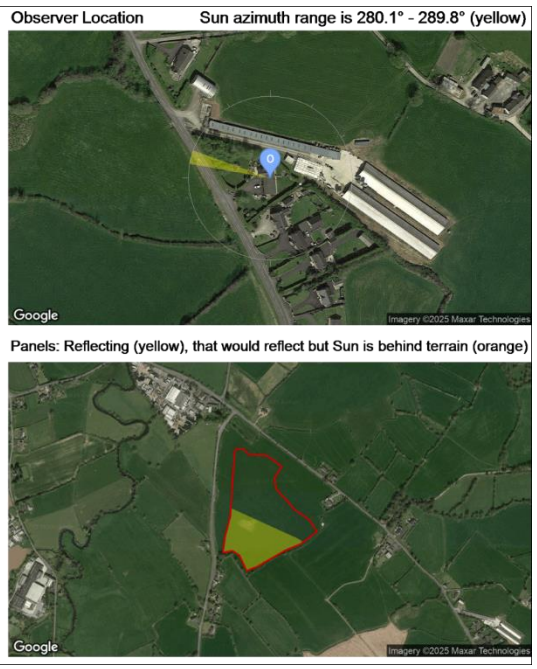 Observer Location Sun azimuth range is 280.1° - 289.8° (yellow)
O
Google Imagery ©2025 Maxar Technologies
Panels: Reflecting (yellow), that would reflect but Sun is behind terrain (orange)
Google Imagery ©2025 Maxar Technologies